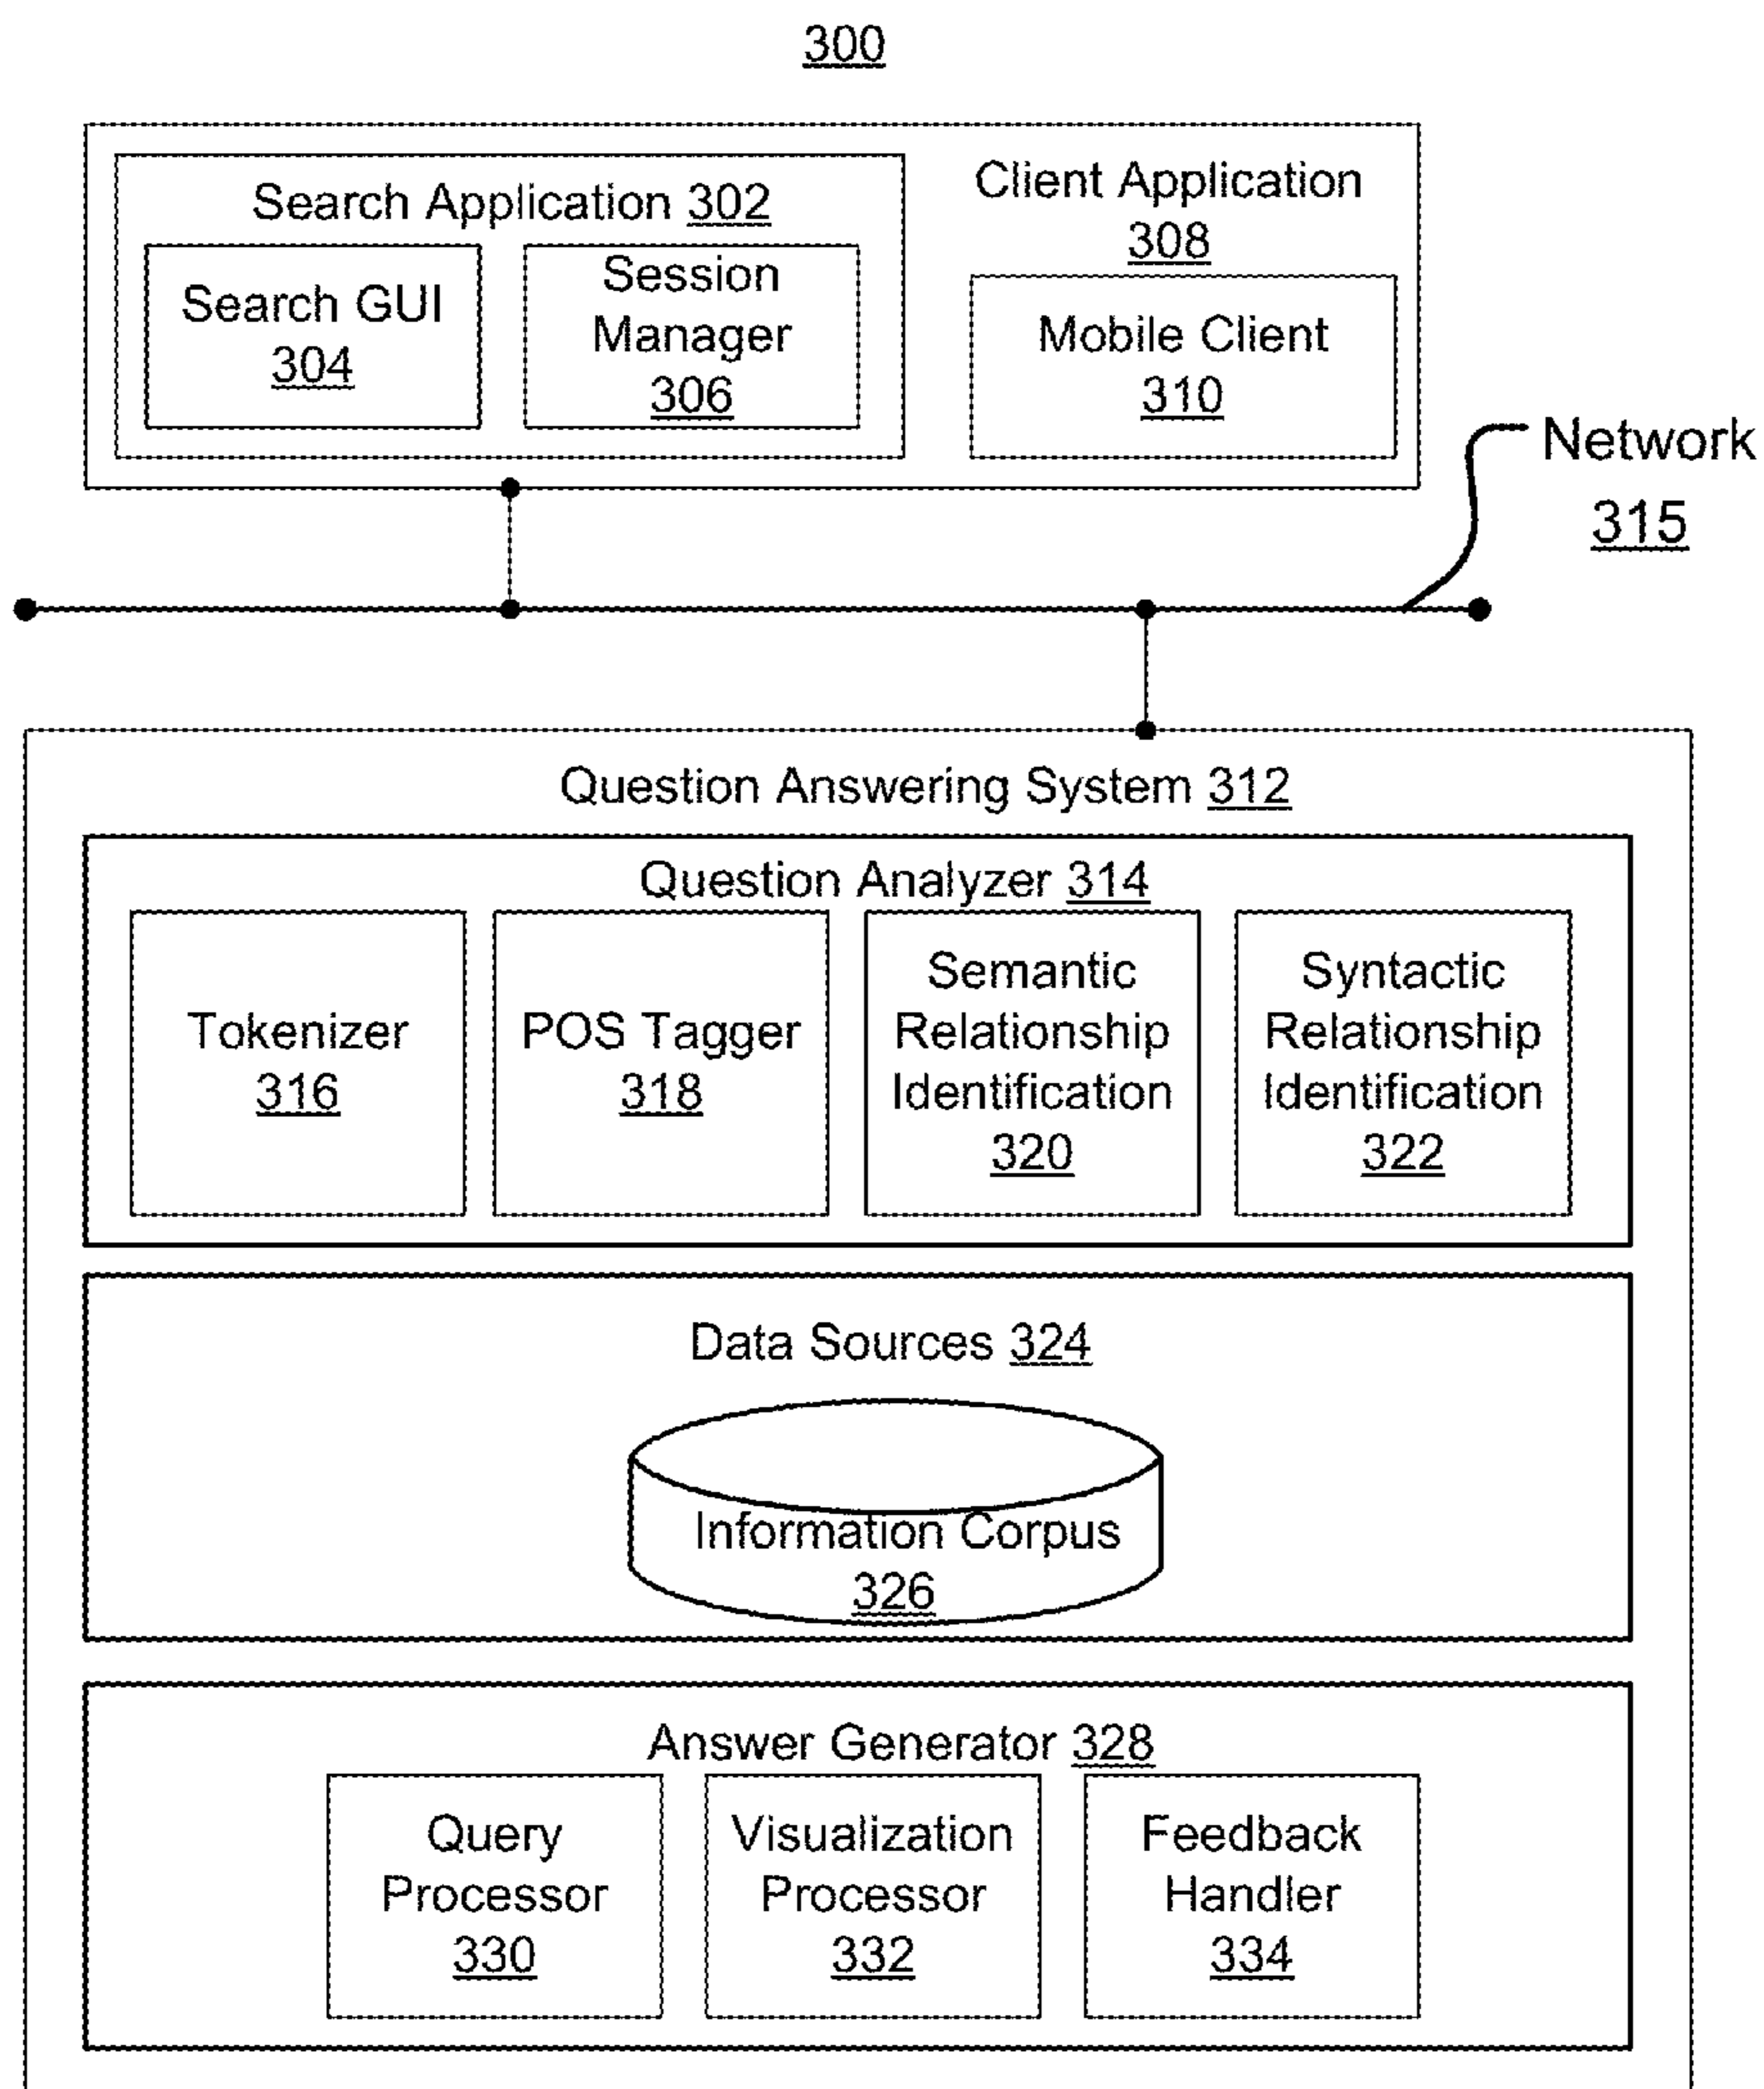 300
Search Application 302
Client Application
308
Search GUI
304
Session
Manager
306
Mobile Client
310
Network
315
Question Answering System 312
Question Analyzer 314
Tokenizer
316
POS Tagger
318
Semantic
Relationship
Identification
320
Syntactic
Relationship
Identification
322
Data Sources 324
Information Corpus
326
Answer Generator 328
Query
Processor
330
Visualization
Processor
332
Feedback
Handler
334